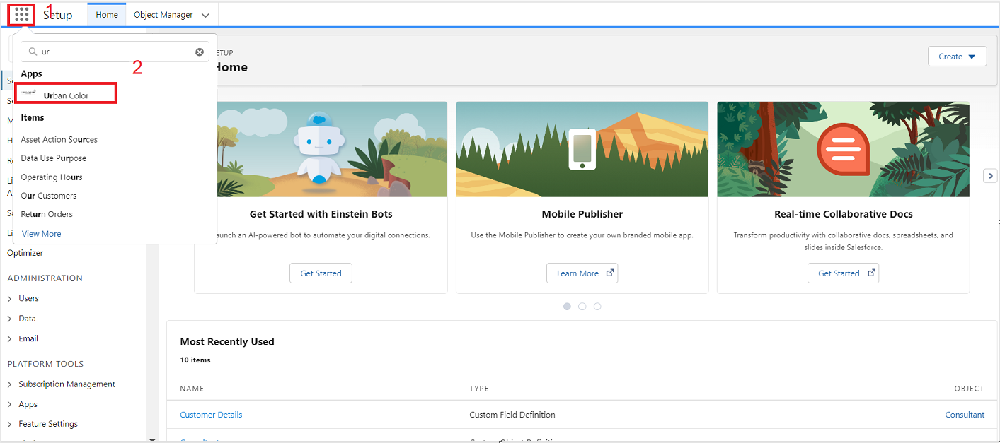 1
Setup
Home
Object Manager
ur
2
Apps
Urban Color
Items
Asset Action Sources
Data Use Purpose
Operating Hours
Our Customers
Return Orders
View More
Optimizer
ADMINISTRATION
Users
Data
Email
PLATFORM TOOLS
Subscription Management
Apps
Feature Settings
ETUP
Home
Create
Get Started with Einstein Bots
aunch an AI-powered bot to automate your digital connections.
Get Started
Mobile Publisher
Use the Mobile Publisher to create your own branded mobile app.
Learn More
Real-time Collaborative Docs
Transform productivity with collaborative docs, spreadsheets, and
slides inside Salesforce.
Get Started
Most Recently Used
10 items
NAME TYPE OBJECT
Customer Details Custom Field Definition Consultant